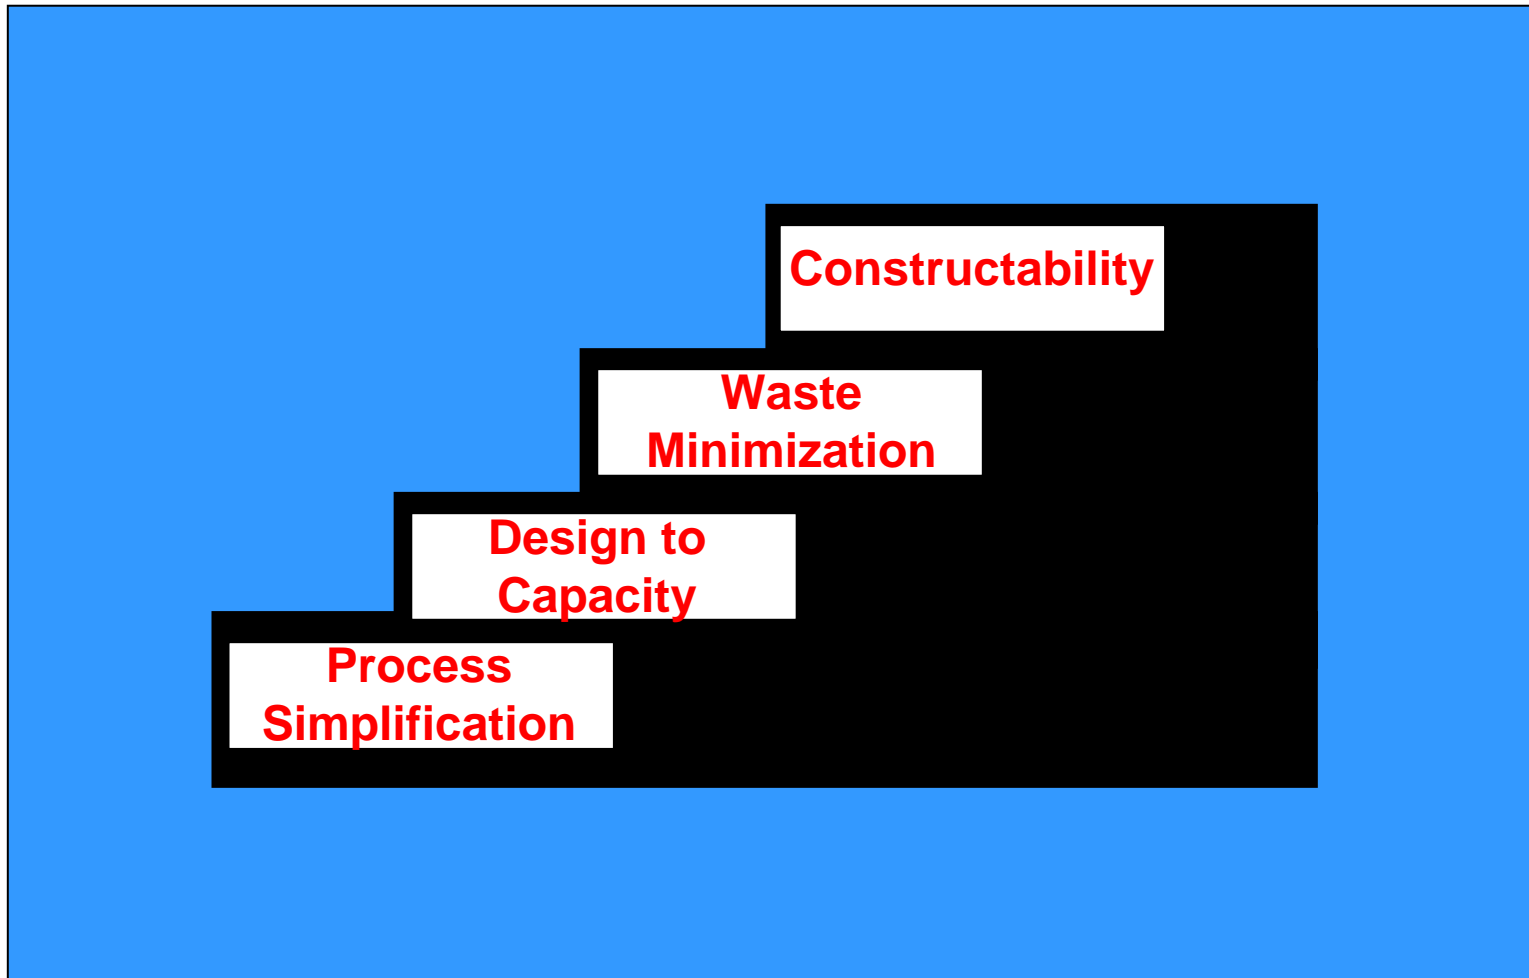 Constructability
Waste
Minimization
Design to
Capacity
Process
Simplification